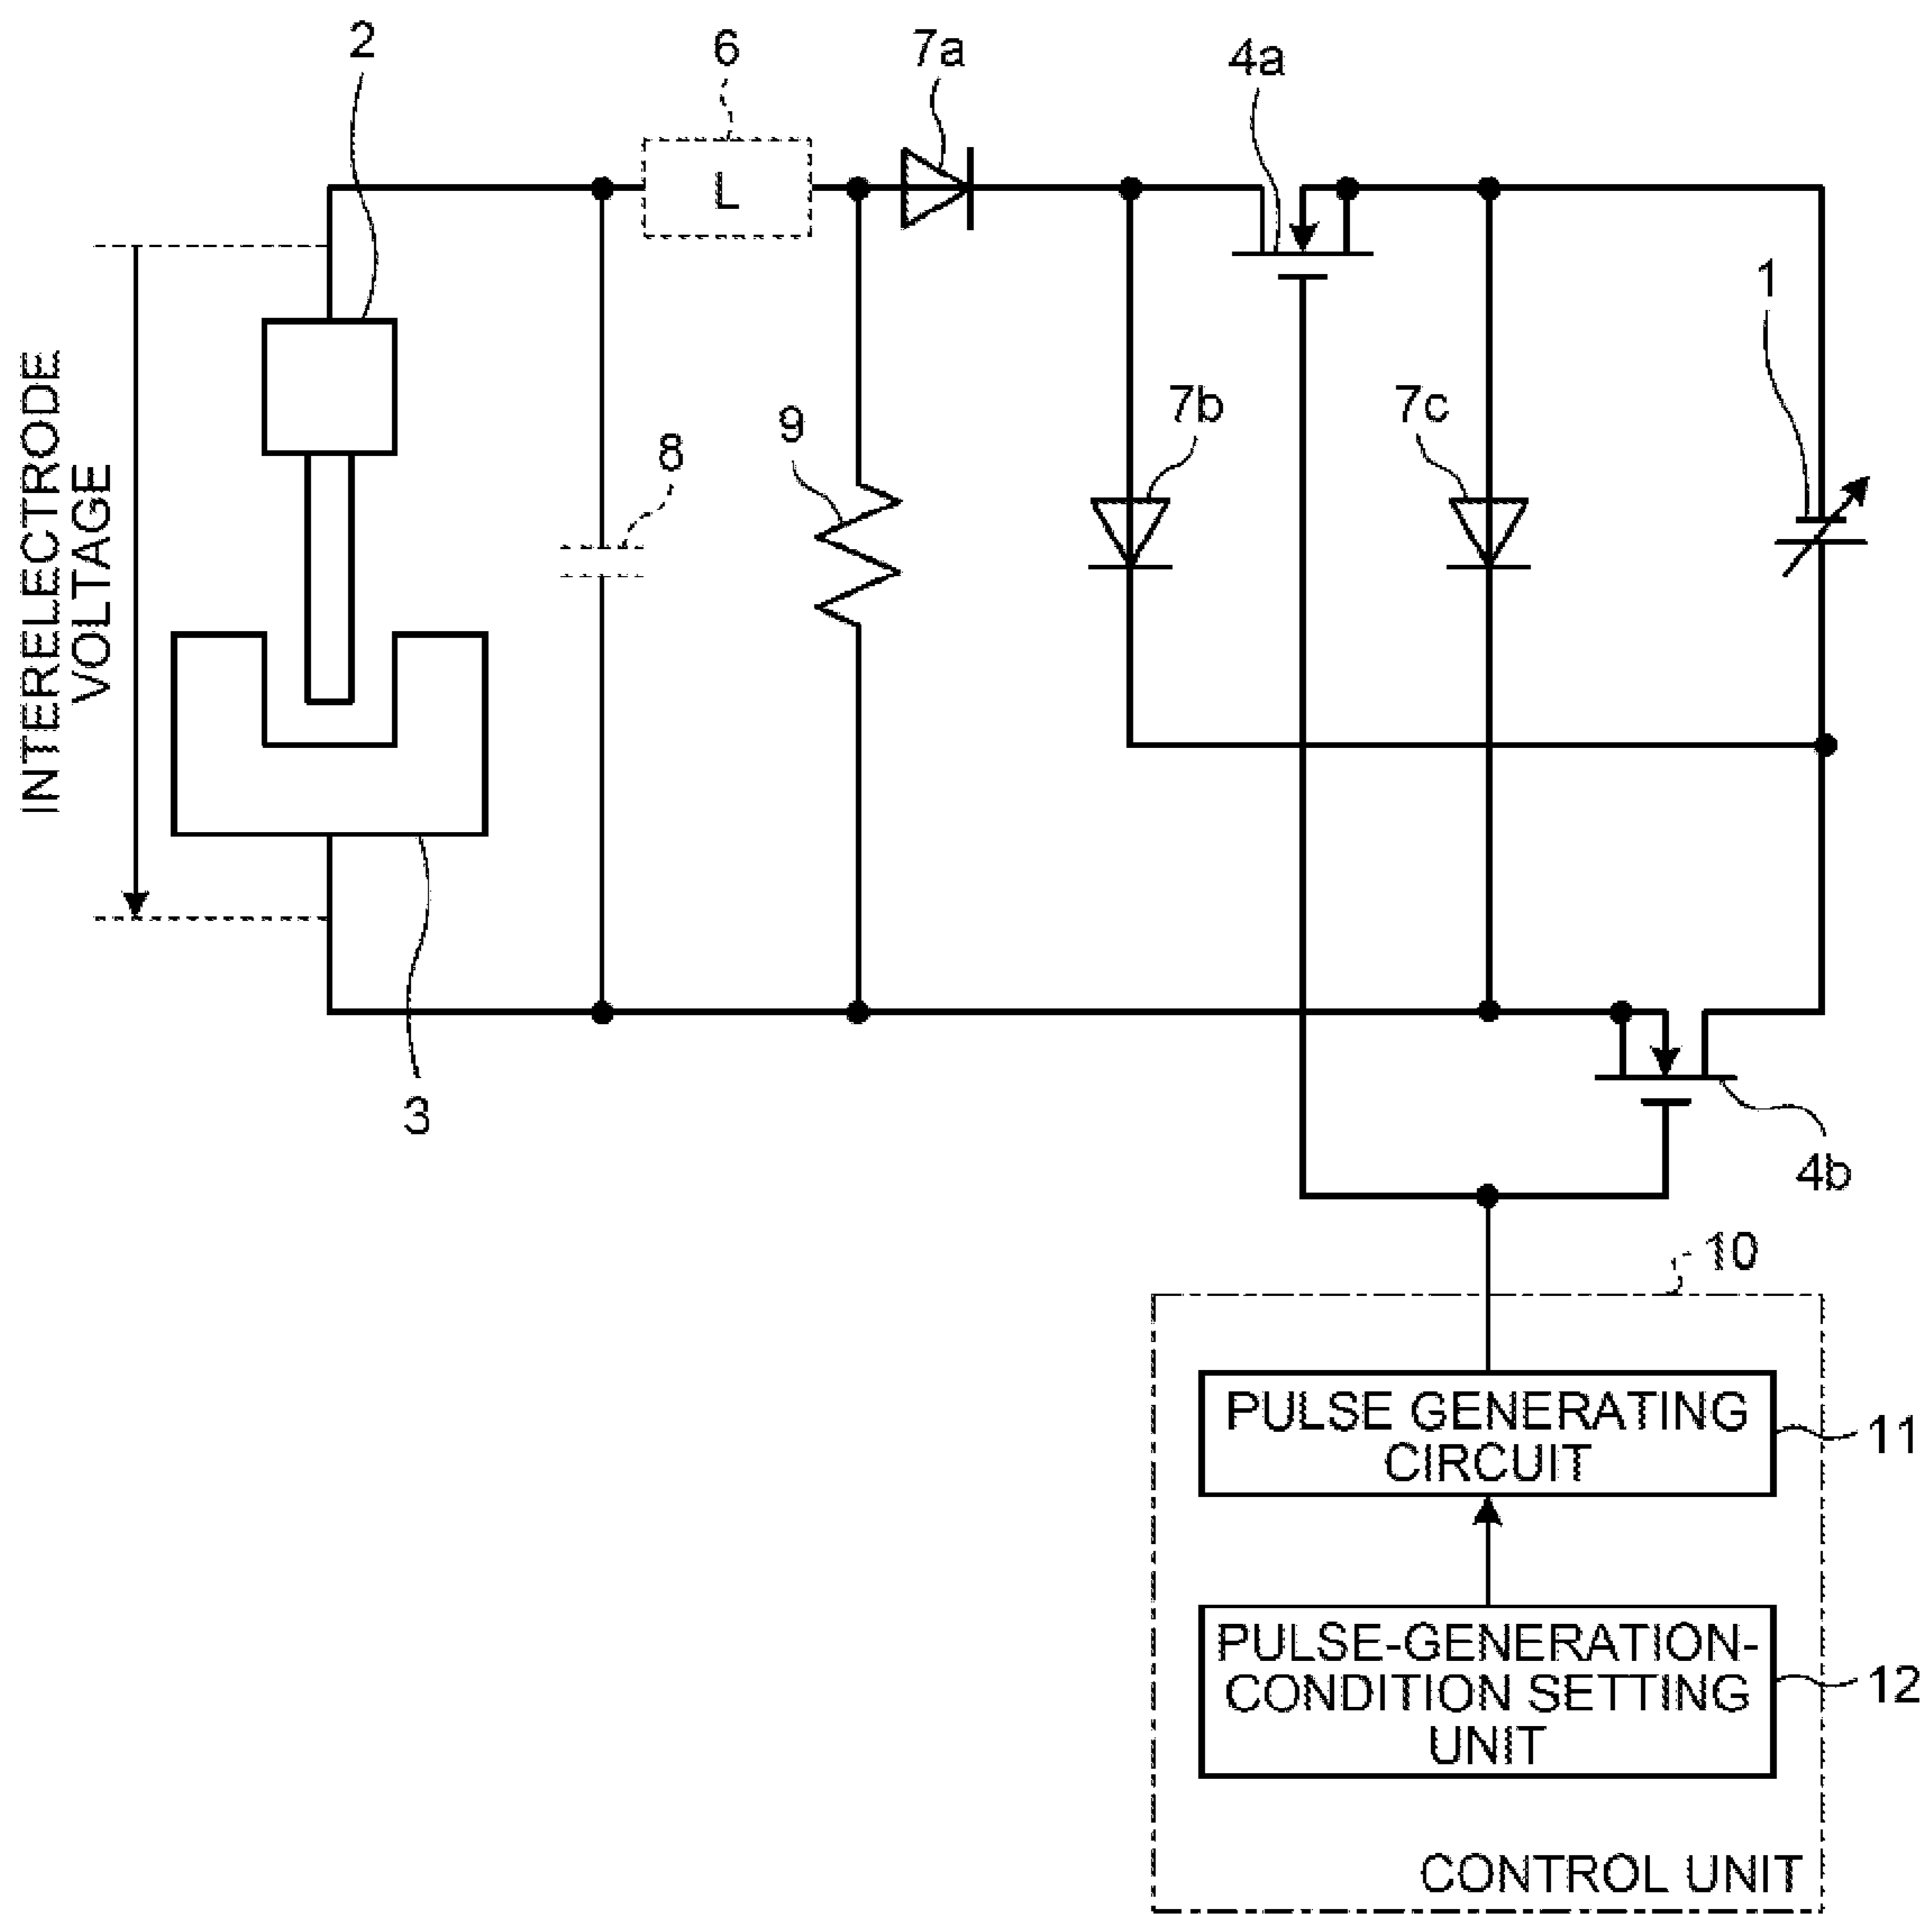 2
6
7a
4a
L
1
7b
7c
9
8
INTERELECTRODE
VOLTAGE
3
4b
10
PULSE GENERATING
CIRCUIT
11
PULSE-GENERATION-
CONDITION SETTING
UNIT
12
CONTROL UNIT